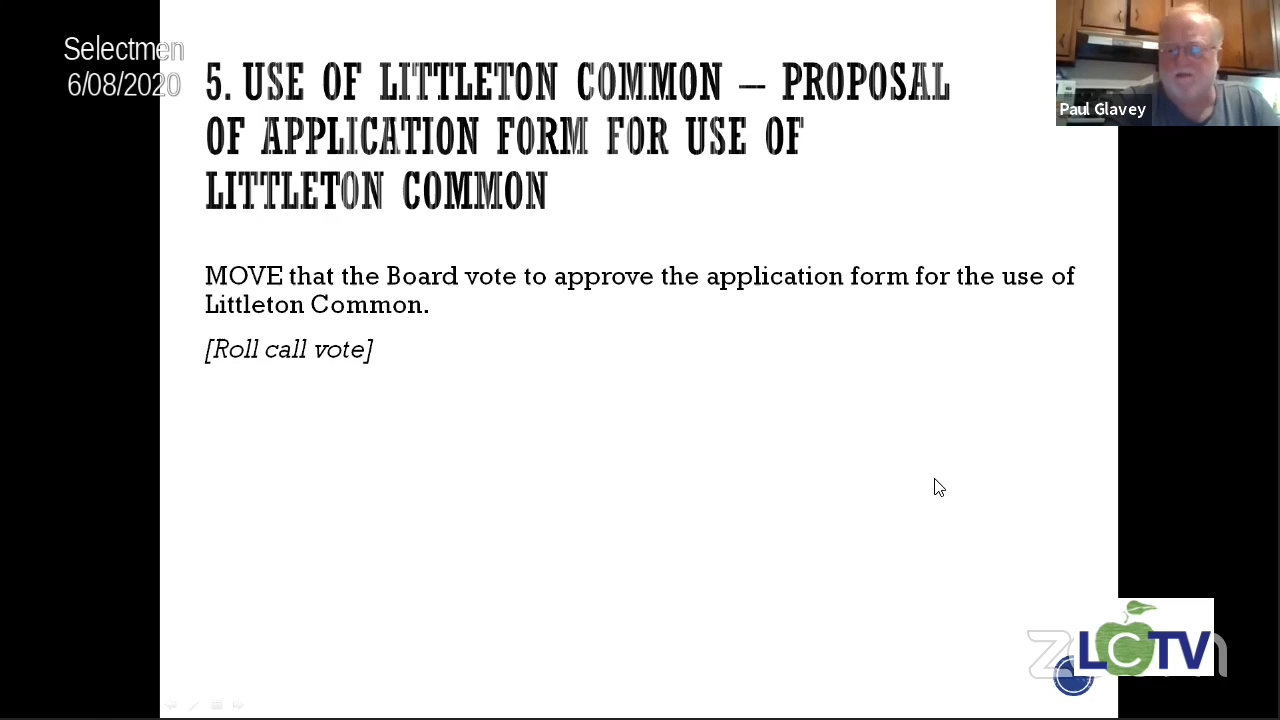 Selectmen
6/08/2020
5. USE OF LITTLETON COMMON – PROPOSAL
OF APPLICATION FORM FOR USE OF
LITTLETON COMMON
MOVE that the Board vote to approve the application form for the use of
Littleton Common.
[Roll call vote]
Paul Glavey
zoom
LCTV